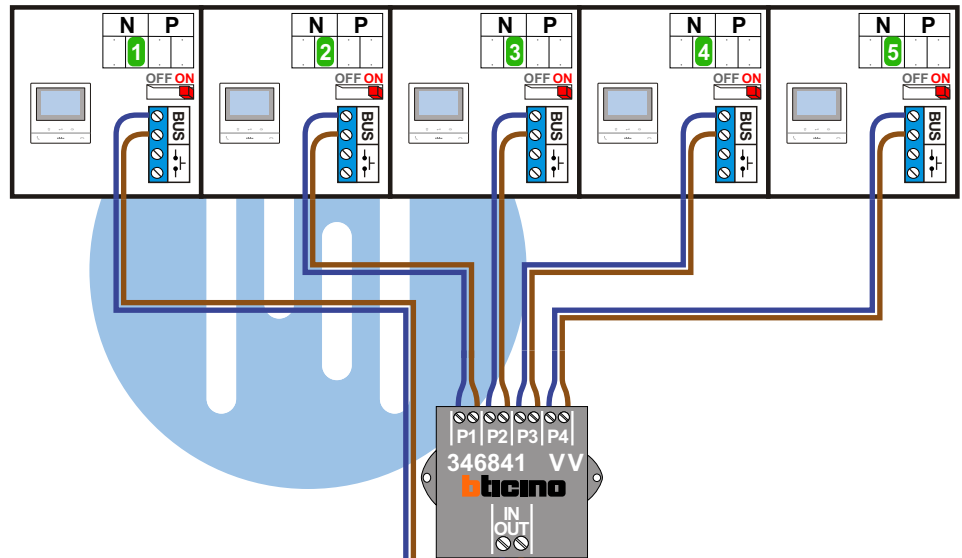 N P N P N P N P N P
1 2 3 4 5
OFF ON OFF ON OFF ON OFF ON OFF ON
BUS BUS BUS BUS BUS
P1 P2 P3 P4
346841 VV
bticino
IN
OUT